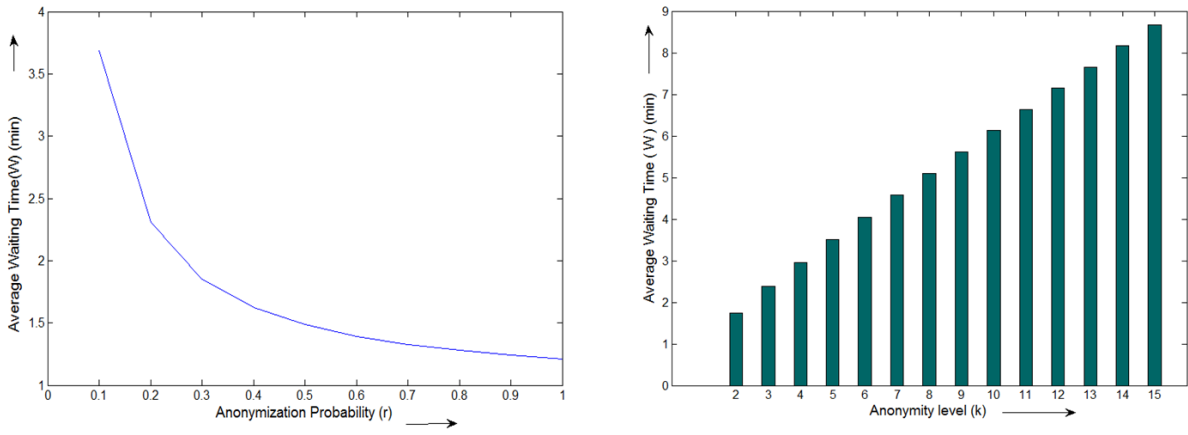 4
3.5
3
2.5
2
1.5
1
0 0.1 0.2 0.3 0.4 0.5 0.6 0.7 0.8 0.9 1
Average Waiting Time(W) (min)
Anonymization Probability (r)
9
8
7
6
5
4
3
2
1
0
2 3 4 5 6 7 8 9 10 11 12 13 14 15
Average Waiting Time ( W ) (min)
Anonymity level (k)